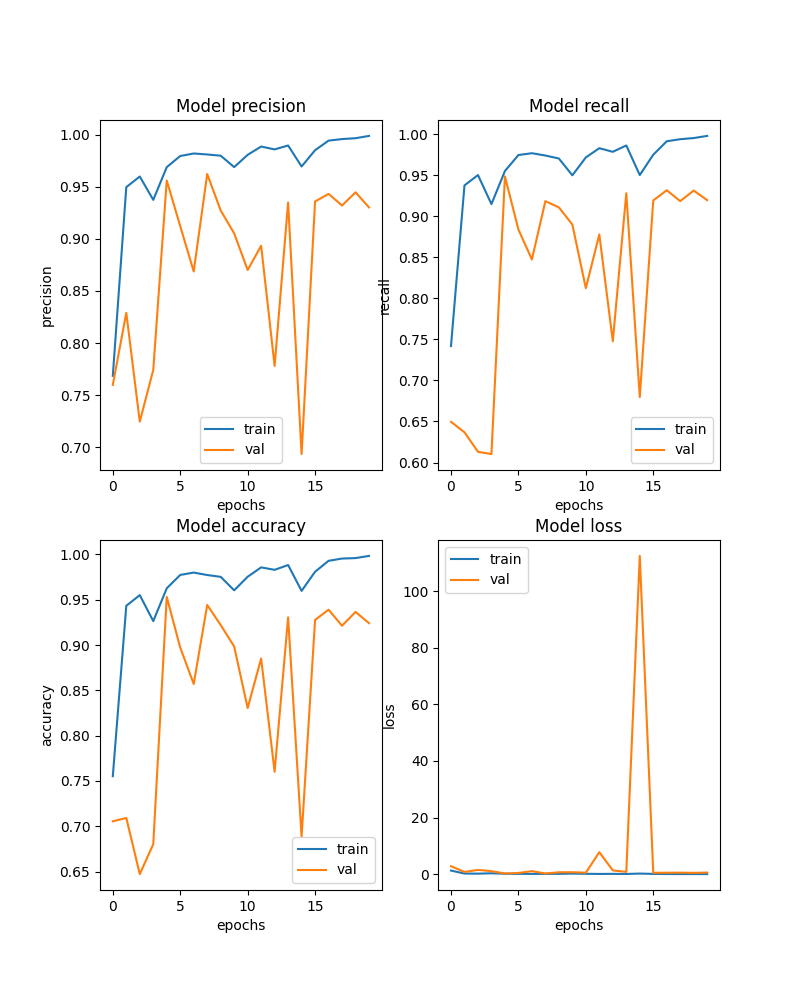 Model precision
1.00
0.95
0.90
0.85
0.80
0.75
0.70
precision
train
val
0 5 10 15
epochs
Model recall
1.00
0.95
0.90
0.85
0.80
0.75
0.70
0.65
0.60
recall
train
val
0 5 10 15
epochs
Model accuracy
1.00
0.95
0.90
0.85
0.80
0.75
0.70
0.65
accuracy
train
val
0 5 10 15
epochs
Model loss
train
val
100
80
60
40
20
0
loss
0 5 10 15
epochs